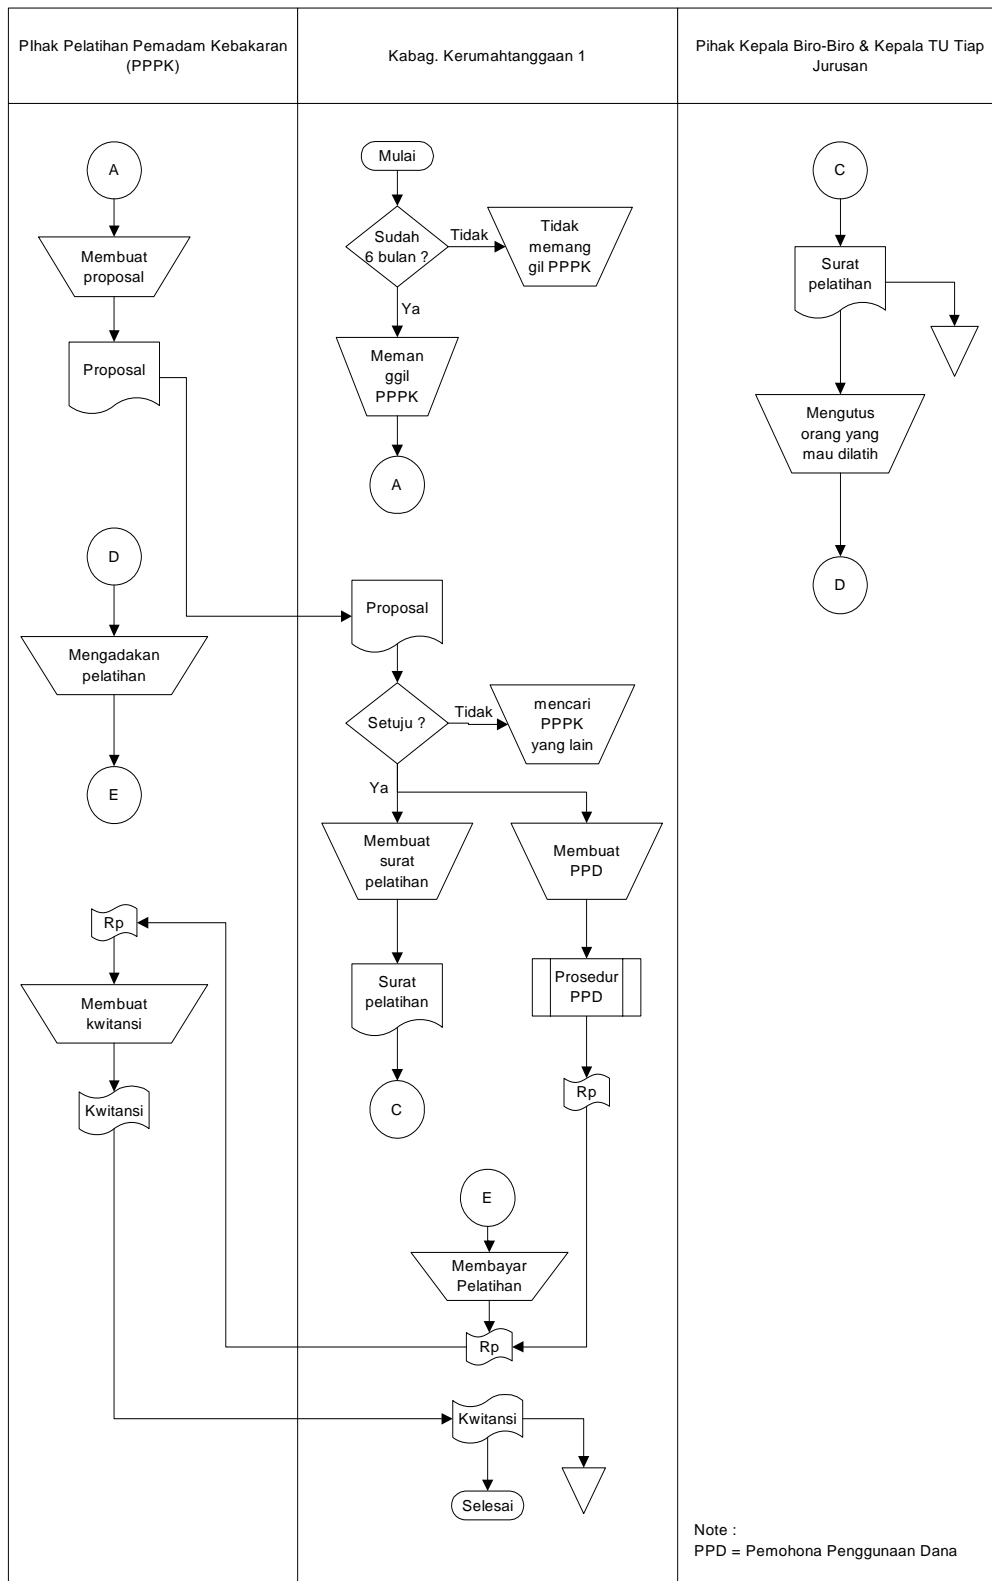 PIhak Pelatihan Pemadam Kebakaran
(PPPK)
Kabag. Kerumahtanggaan 1
Pihak Kepala Biro-Biro & Kepala TU Tiap
Jurusan
A
Membuat
proposal
Proposal
D
Mengadakan
pelatihan
E
Rp
Membuat
kwitansi
Kwitansi
Mulai
Sudah
6 bulan ?
Tidak
Tidak
memang
gil PPPK
Ya
Meman
ggil
PPPK
A
Proposal
Setuju ?
Tidak
mencari
PPPK
yang lain
Ya
Membuat
surat
pelatihan
Membuat
PPD
Surat
pelatihan
Prosedur
PPD
C
Rp
E
Membayar
Pelatihan
Rp
Kwitansi
Selesai
C
Surat
pelatihan
Mengutus
orang yang
mau dilatih
D
Note :
PPD = Pemohona Penggunaan Dana